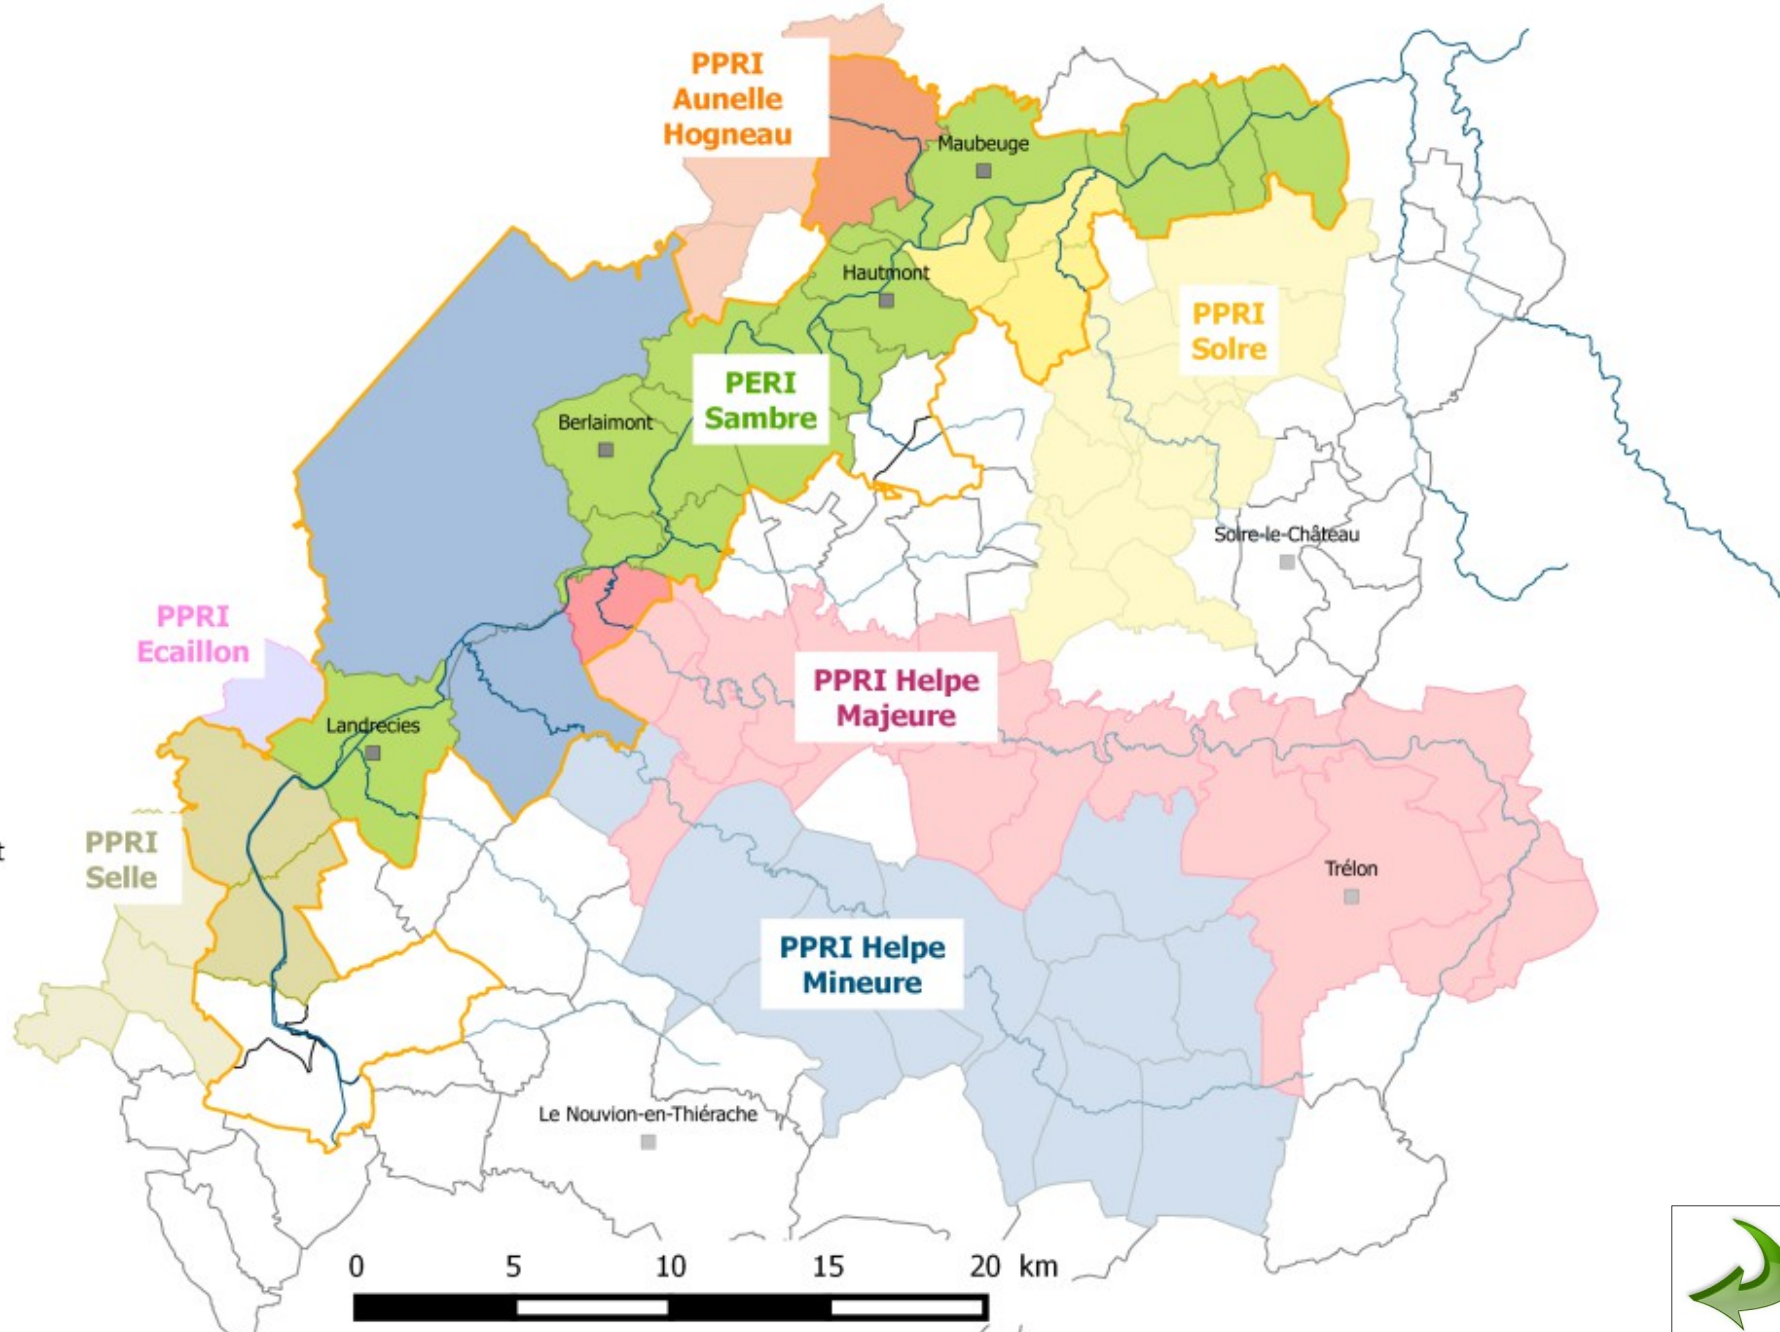 PPRI
Aunelle
Hogneau
Maubeuge
Hautmont
PPRI
Solre
PERI
Sambre
Berlaimont
Solre-le-Château
PPRI
Ecaillon
PPRI Helpe
Majeure
Landrecies
PPRI
Selle
t
Trélon
PPRI Helpe
Mineure
Le Nouvion-en-Thiérache
0 5 10 15 20 km